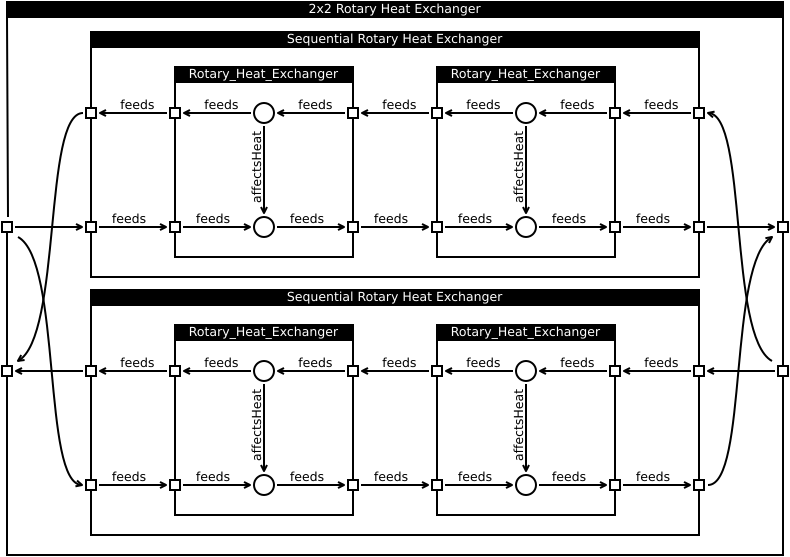 2x2 Rotary Heat Exchanger
Sequential Rotary Heat Exchanger
Rotary_Heat_Exchanger Rotary_Heat_Exchanger
feeds feeds feeds feeds feeds feeds feeds
affectsHeat affectsHeat
feeds feeds feeds feeds feeds feeds feeds
Sequential Rotary Heat Exchanger
Rotary_Heat_Exchanger Rotary_Heat_Exchanger
feeds feeds feeds feeds feeds feeds feeds
affectsHeat affectsHeat
feeds feeds feeds feeds feeds feeds feeds